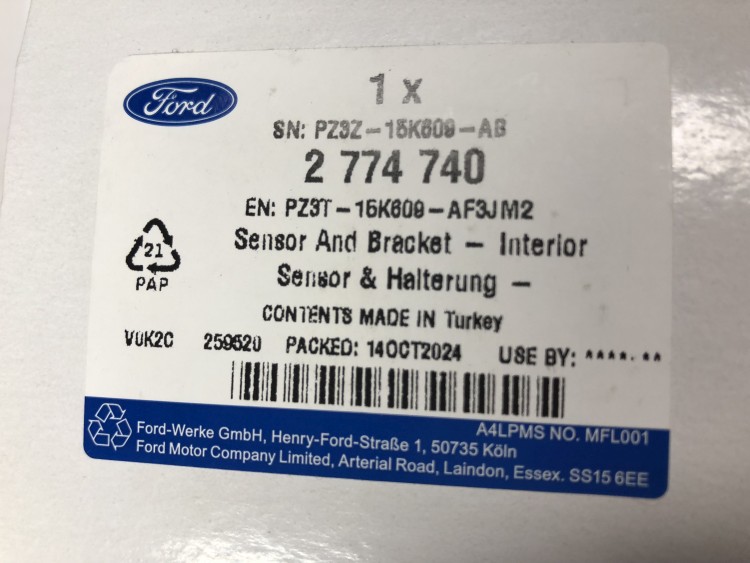 Ford
1 x
SN: PZ3Z-15K609-AB
2 774 740
EN: PZ3T-15K609-AF3JM2
Sensor And Bracket - Interior
Sensor & Halterung -
CONTENTS MADE IN Turkey
21
PAP
V0K2C 259520 PACKED: 14OCT2024 USE BY: ****.**
A4LPMS NO. MFL001
Ford-Werke GmbH, Henry-Ford-Straße 1, 50735 Köln
Ford Motor Company Limited, Arterial Road, Laindon, Essex. SS15 6EE